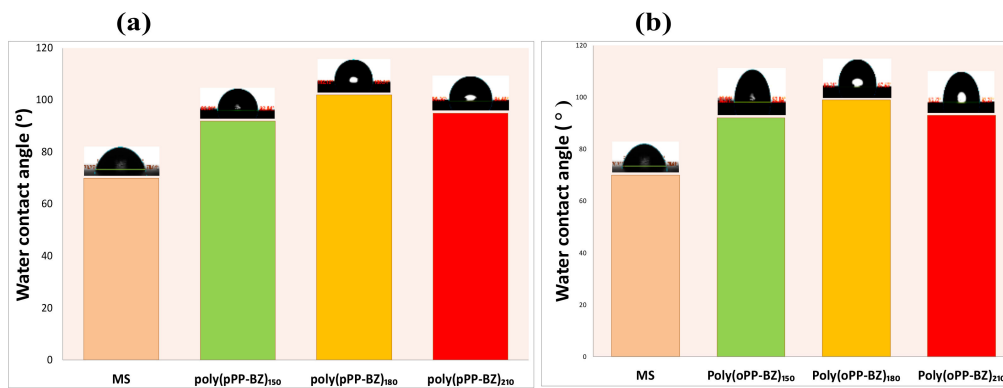 (a)
Water contact angle (º)
120
100
80
60
40
20
0
MS
poly(pPP-BZ)₁₅₀
poly(pPP-BZ)₁₈₀
poly(pPP-BZ)₂₁₀
(b)
Water contact angle ( ° )
120
100
80
60
40
20
0
MS
Poly(oPP-BZ)₁₅₀
Poly(oPP-BZ)₁₈₀
Poly(oPP-BZ)₂₁₀